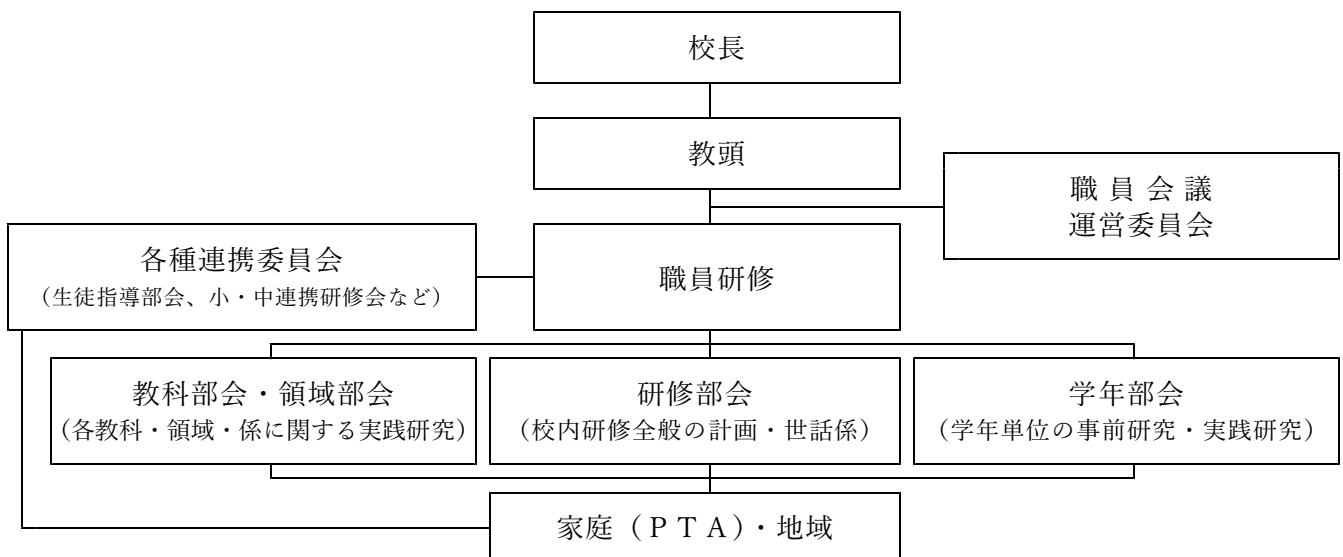 校長
教頭
職員会議
運営委員会
各種連携委員会
(生徒指導部会、小・中連携研修会など)
職員研修
教科部会・領域部会
(各教科・領域・係に関する実践研究)
研修部会
(校内研修全般の計画・世話係)
学年部会
(学年単位の事前研究・実践研究)
家庭(PTA)・地域